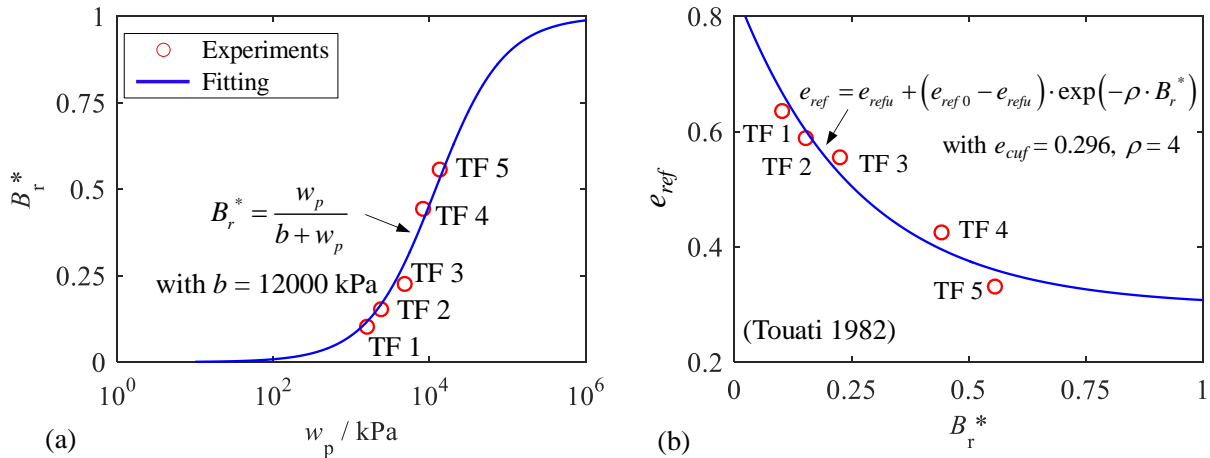 1
0.75
0.5
0.25
0
B_r*
Experiments
Fitting
TF 5
TF 4
TF 3
TF 2
TF 1
B_r* = w_p / (b + w_p)
with b = 12000 kPa
10^0
10^2
10^4
10^6
w_p / kPa
(a)
0.8
0.6
0.4
0.2
e_ref
e_ref = e_refu + (e_ref0 − e_refu) · exp(−ρ · B_r*)
with e_cuf = 0.296, ρ = 4
TF 1
TF 2
TF 3
TF 4
TF 5
(Touati 1982)
0
0.25
0.5
0.75
1
B_r*
(b)